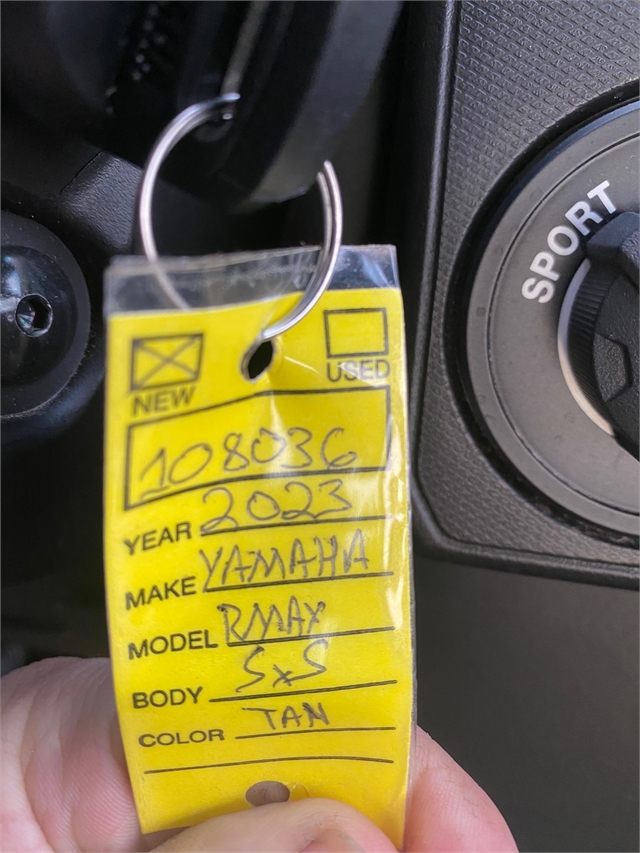 SPORT
NEW
USED
108036
YEAR 2023
MAKE YAMAHA
MODEL RMAX
BODY SxS
COLOR TAN